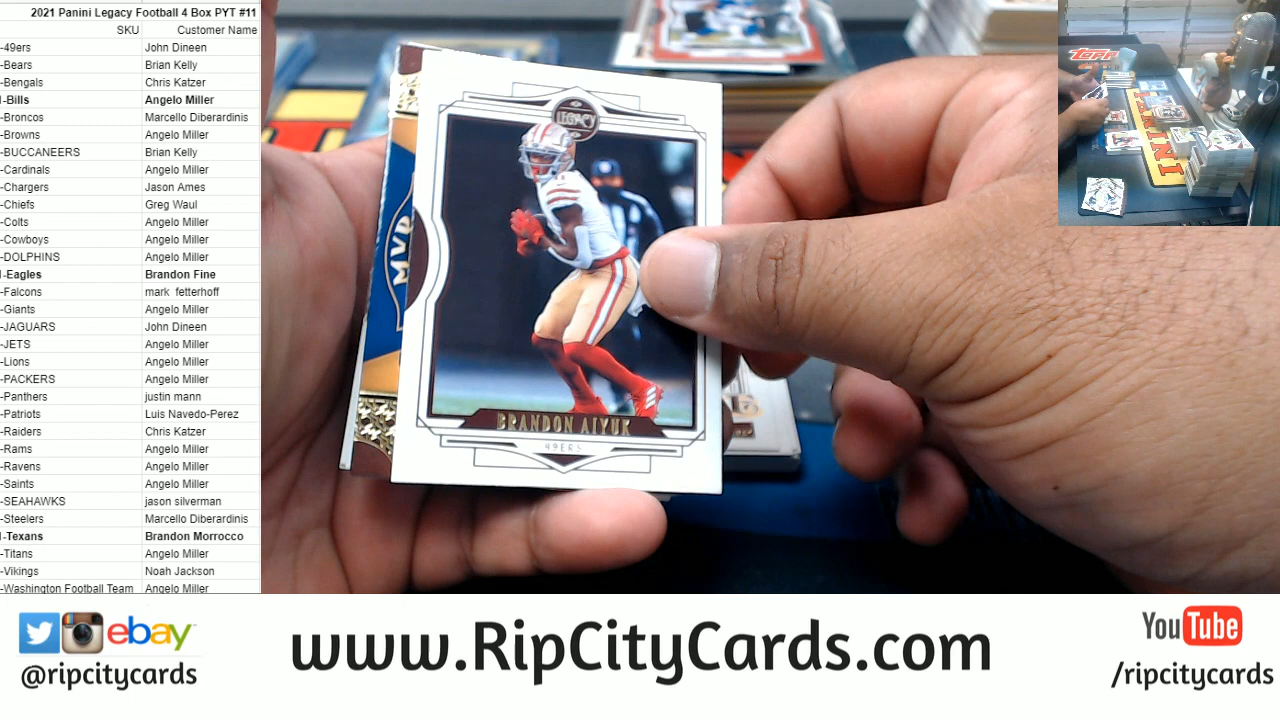 2021 Panini Legacy Football 4 Box PYT #11
SKU Customer Name
-49ers John Dineen
-Bears Brian Kelly
-Bengals Chris Katzer
-Bills Angelo Miller
-Broncos Marcello Diberardinis
-Browns Angelo Miller
-BUCCANEERS Brian Kelly
-Cardinals Angelo Miller
-Chargers Jason Ames
-Chiefs Greg Waul
-Colts Angelo Miller
-Cowboys Angelo Miller
-DOLPHINS Angelo Miller
-Eagles Brandon Fine
-Falcons mark fetterhoff
-Giants Angelo Miller
-JAGUARS John Dineen
-JETS Angelo Miller
-Lions Angelo Miller
-PACKERS Angelo Miller
-Panthers justin mann
-Patriots Luis Navedo-Perez
-Raiders Chris Katzer
-Rams Angelo Miller
-Ravens Angelo Miller
-Saints Angelo Miller
-SEAHAWKS jason silverman
-Steelers Marcello Diberardinis
-Texans Brandon Morrocco
-Titans Angelo Miller
-Vikings Noah Jackson
-Washington Football Team Angelo Miller
LEGACY
MVP
BRANDON AIYUK
49ERS
TOPP
PANINI
ebay
@ripcitycards
www.RipCityCards.com
YouTube
/ripcitycards